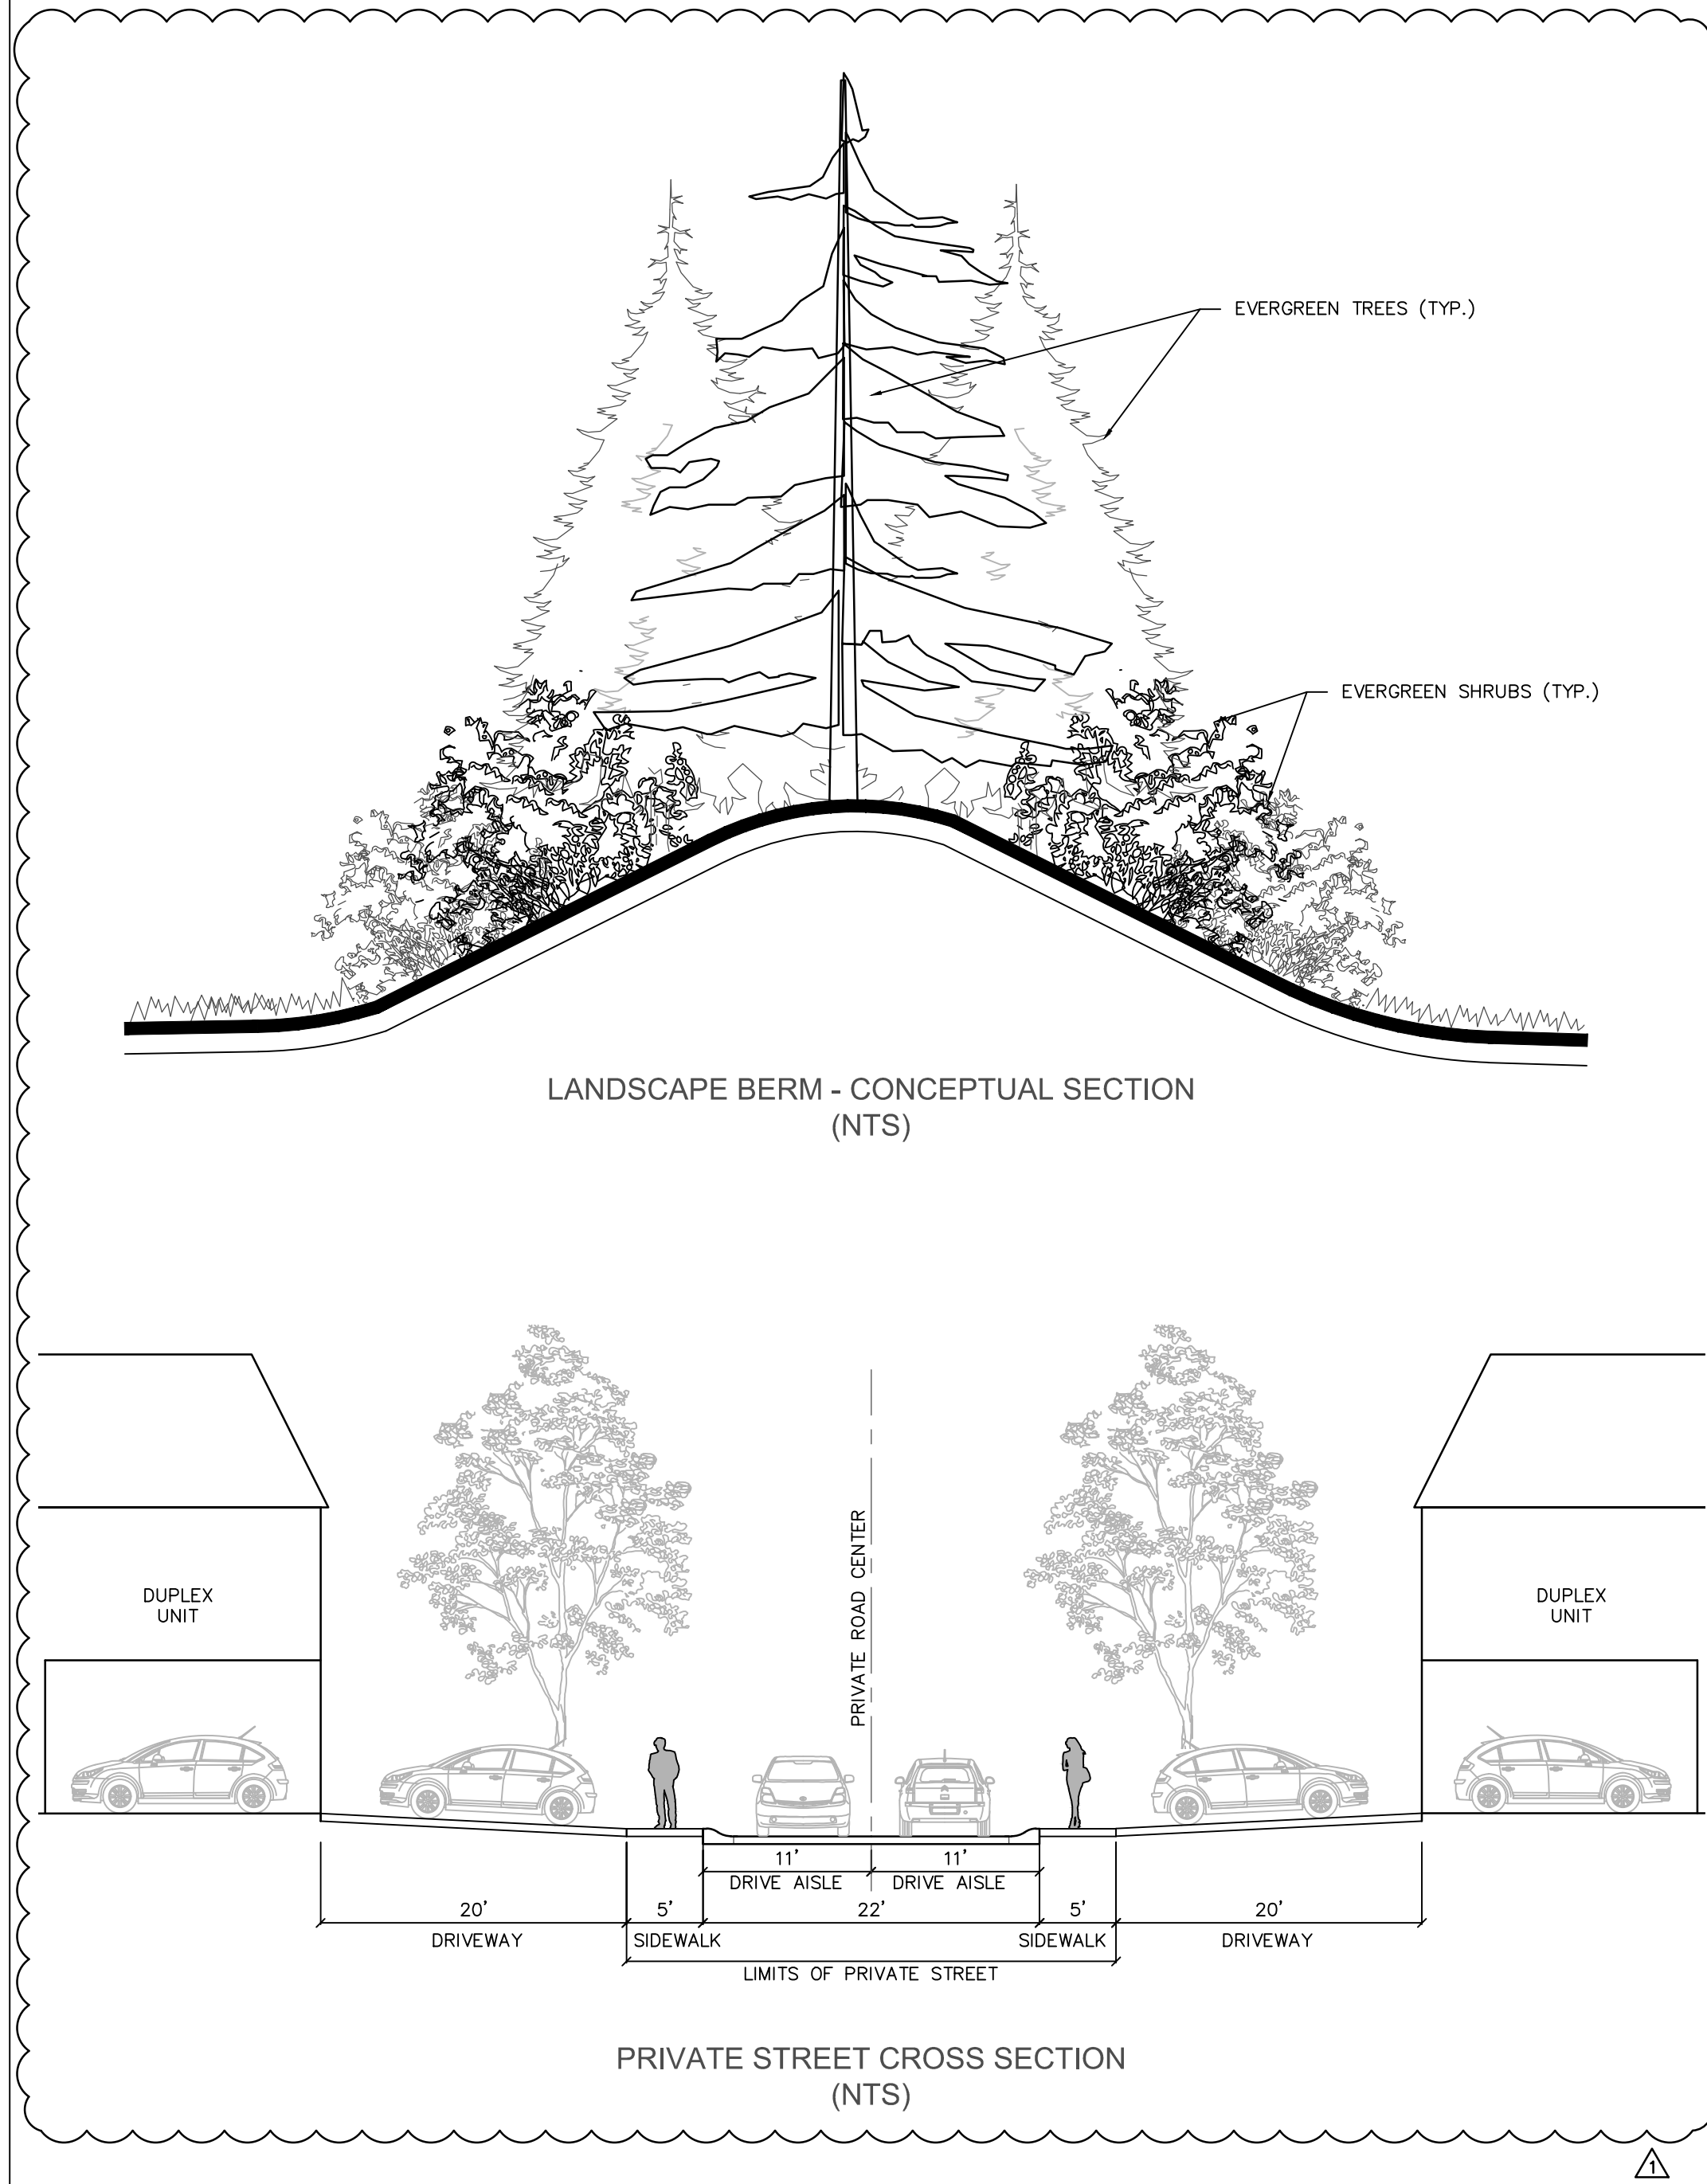 EVERGREEN TREES (TYP.)
EVERGREEN SHRUBS (TYP.)
LANDSCAPE BERM - CONCEPTUAL SECTION
(NTS)
PRIVATE ROAD CENTER
DUPLEX
UNIT
DUPLEX
UNIT
11' 11'
DRIVE AISLE DRIVE AISLE
20' 5' 22' 5' 20'
DRIVEWAY SIDEWALK SIDEWALK DRIVEWAY
LIMITS OF PRIVATE STREET
PRIVATE STREET CROSS SECTION
(NTS)
1